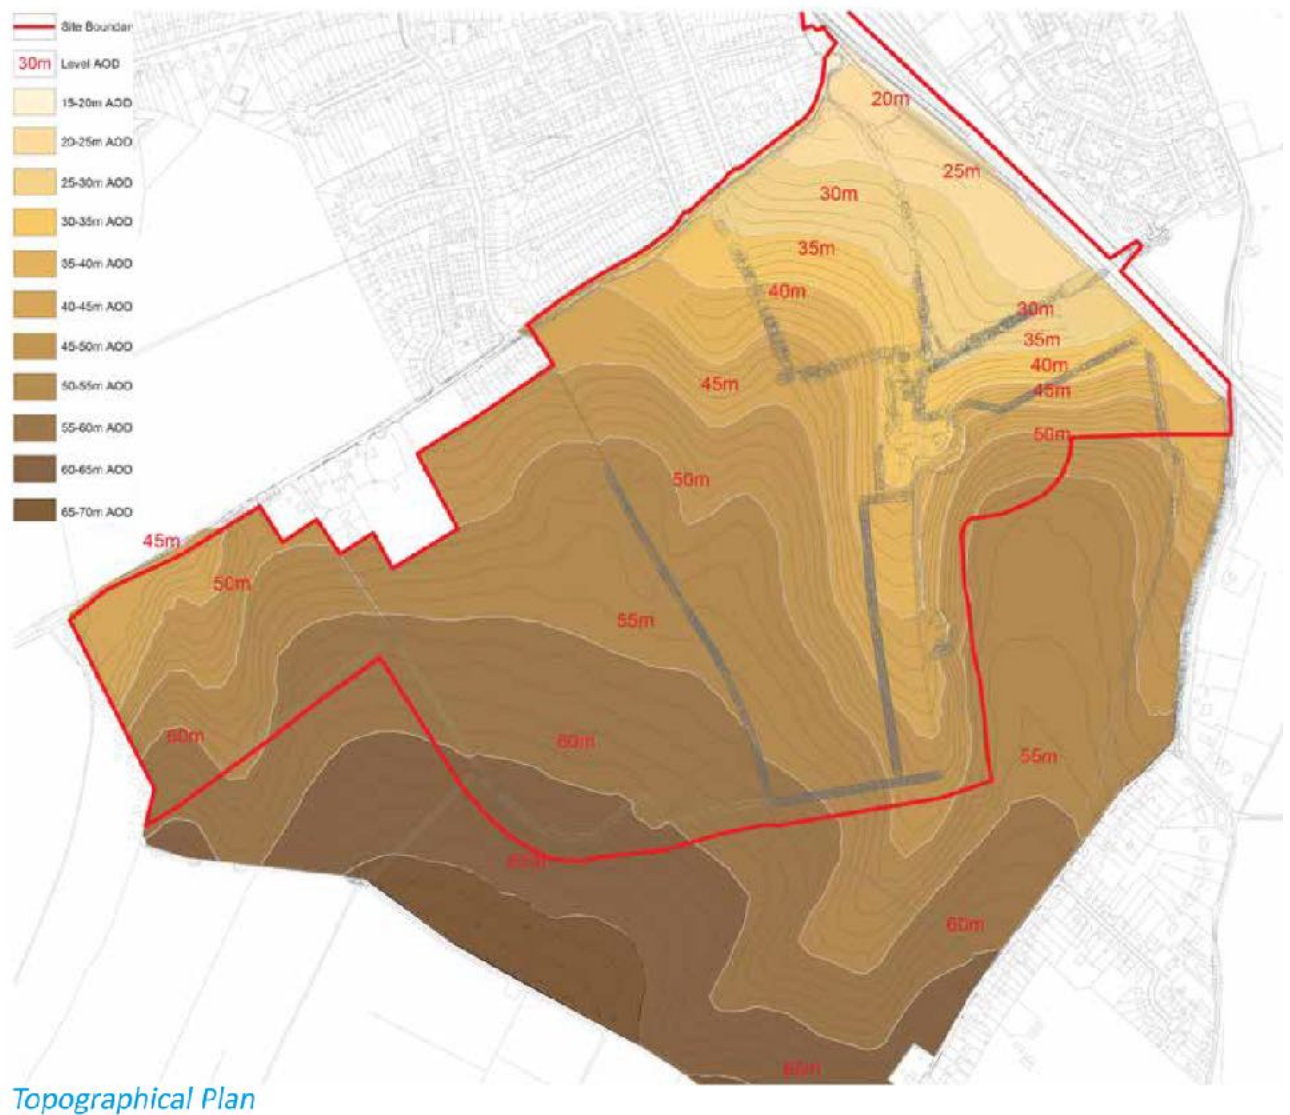 Site Boundar
30m Level AOD
15-20m AOD
20-25m AOD
25-30m AOD
30-35m AOD
35-40m AOD
40-45m AOD
45-50m AOD
50-55m AOD
55-60m AOD
60-65m AOD
65-70m AOD
20m
25m
30m
35m
40m
30m
35m
40m
45m
45m
50m
50m
45m
50m
55m
60m
60m
55m
65m
60m
65m
Topographical Plan